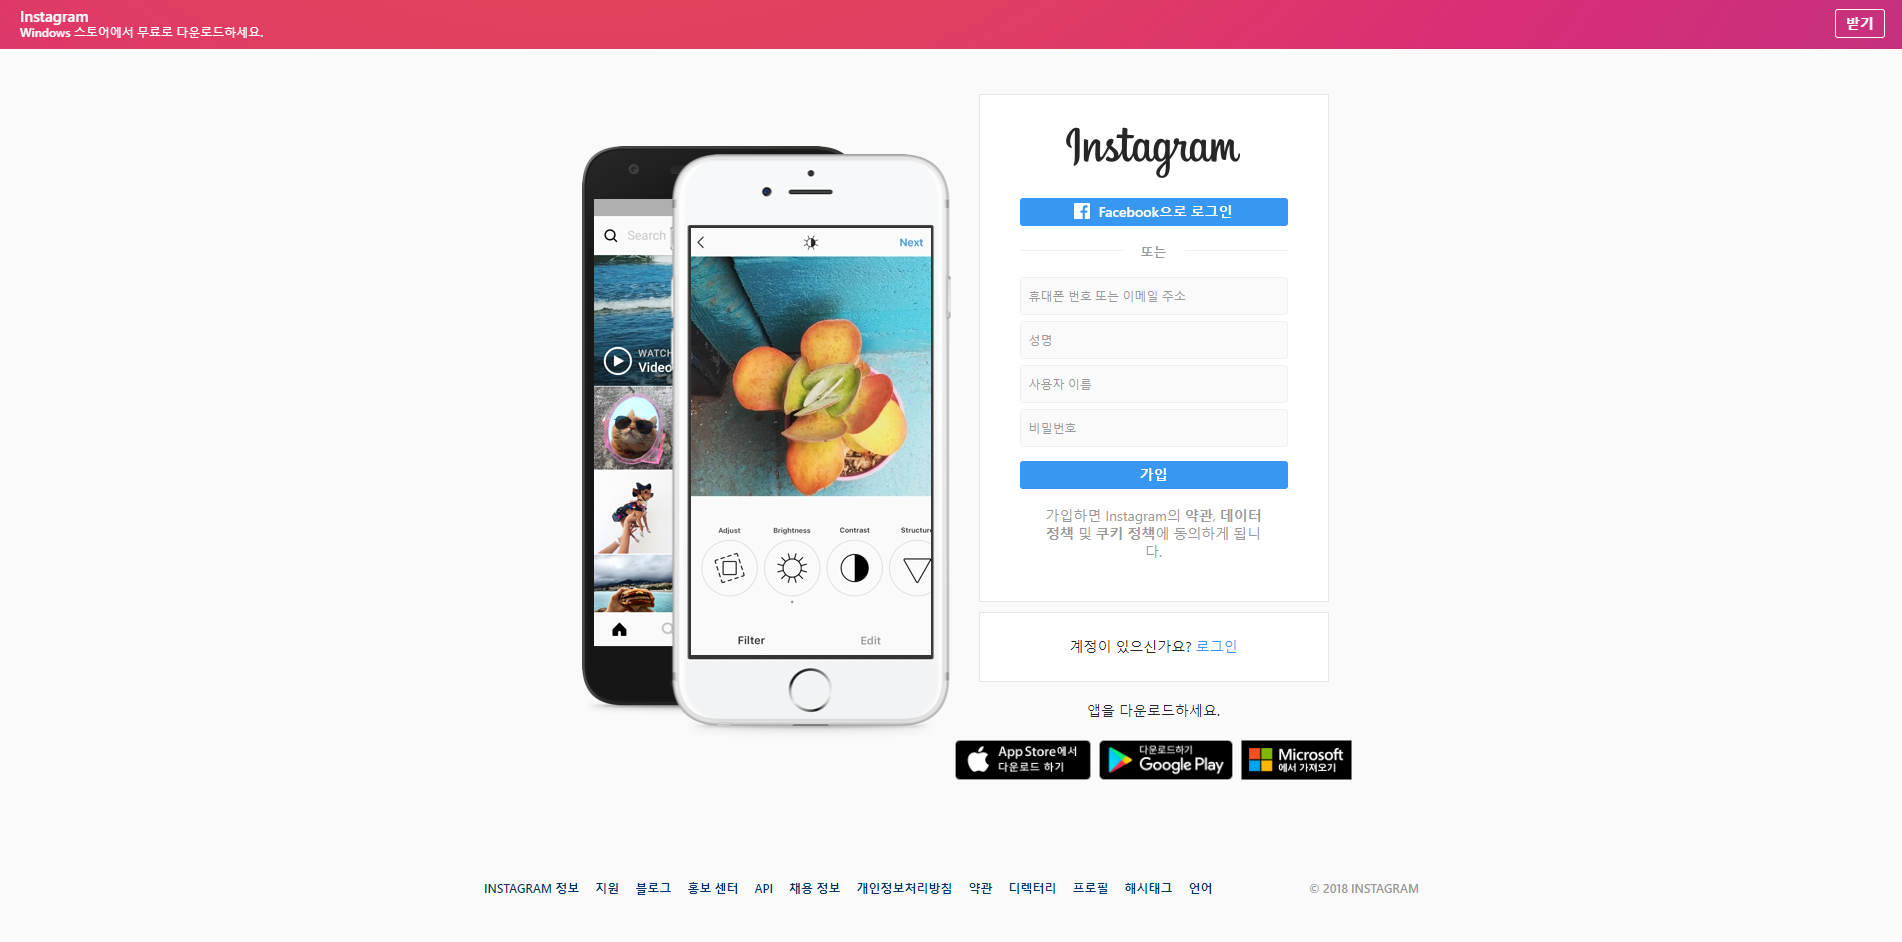 Instagram
Windows 스토어에서 무료로 다운로드하세요.
받기
Search
WATCH
Video
Next
Adjust
Brightness
Contrast
Structure
Filter
Edit
Instagram
Facebook으로 로그인
또는
휴대폰 번호 또는 이메일 주소
성명
사용자 이름
비밀번호
가입
가입하면 Instagram의 약관, 데이터
정책 및 쿠키 정책에 동의하게 됩니
다.
계정이 있으신가요? 로그인
앱을 다운로드하세요.
App Store에서
다운로드 하기
다운로드하기
Google Play
Microsoft
에서 가져오기
INSTAGRAM 정보 지원 블로그 홍보 센터 API 채용 정보 개인정보처리방침 약관 디렉터리 프로필 해시태그 언어 © 2018 INSTAGRAM